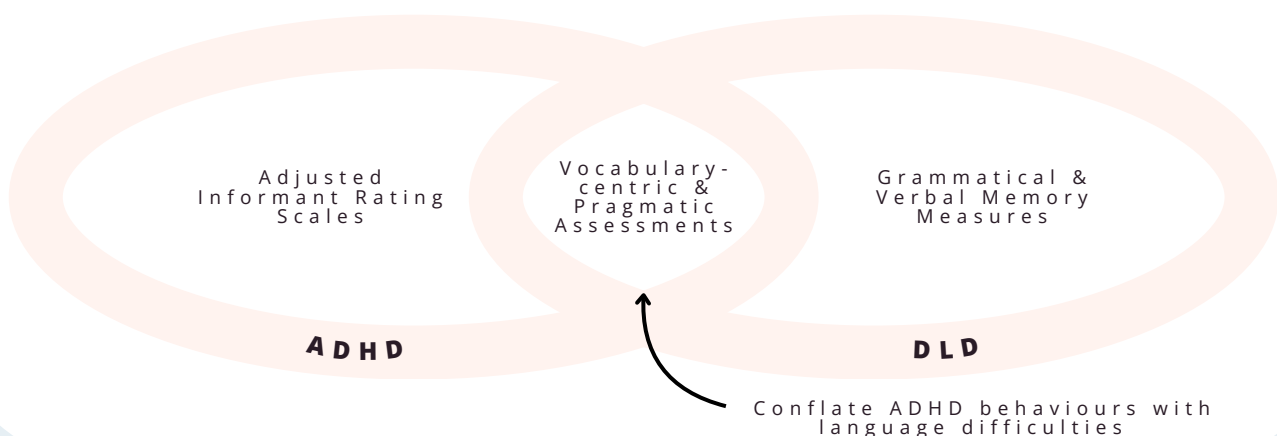 Adjusted
Informant Rating
Scales
Vocabulary-
centric &
Pragmatic
Assessments
Grammatical &
Verbal Memory
Measures
ADHD
DLD
Conflate ADHD behaviours with
language difficulties